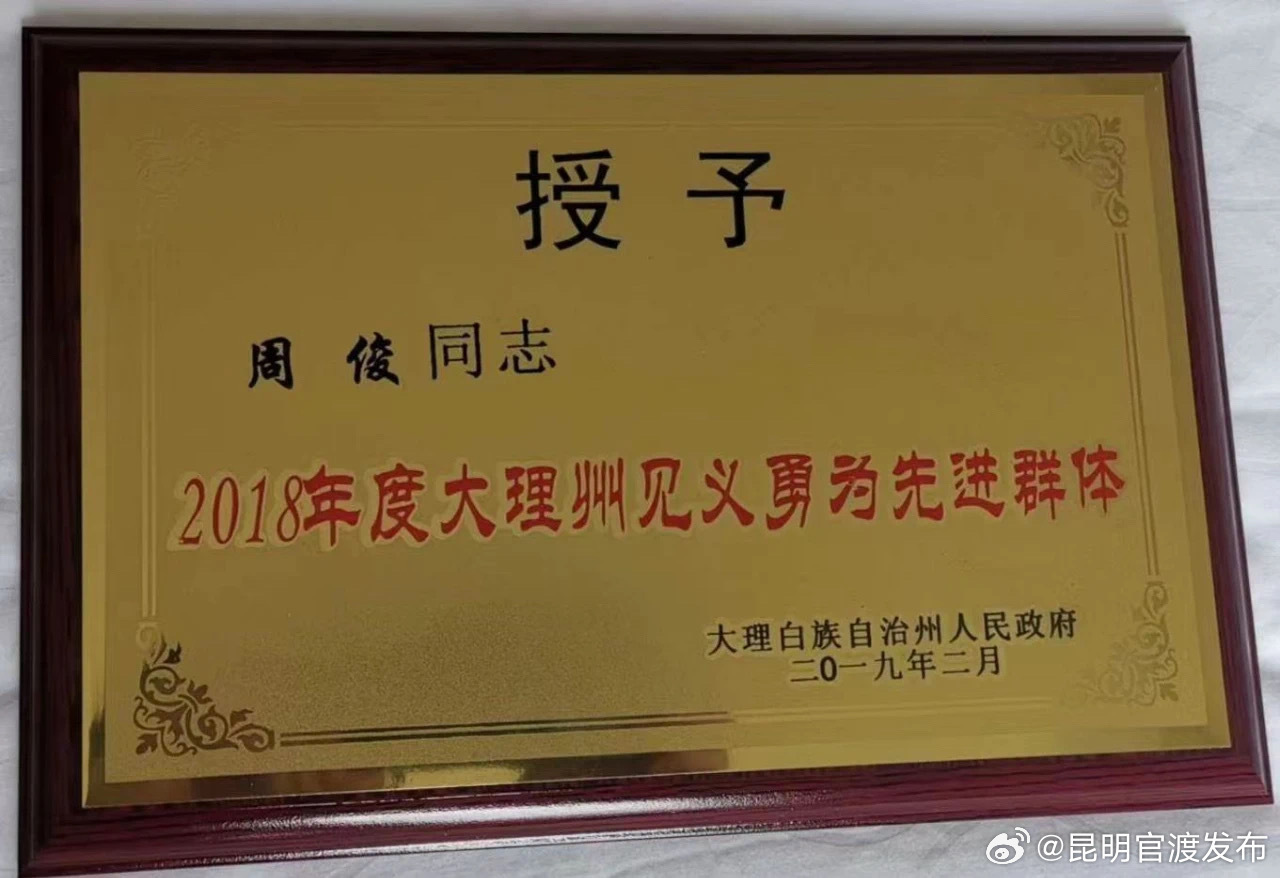 授予
周俊同志
2018年度大理州见义勇为先进群体
大理白族自治州人民政府
二0一九年二月
@昆明官渡发布